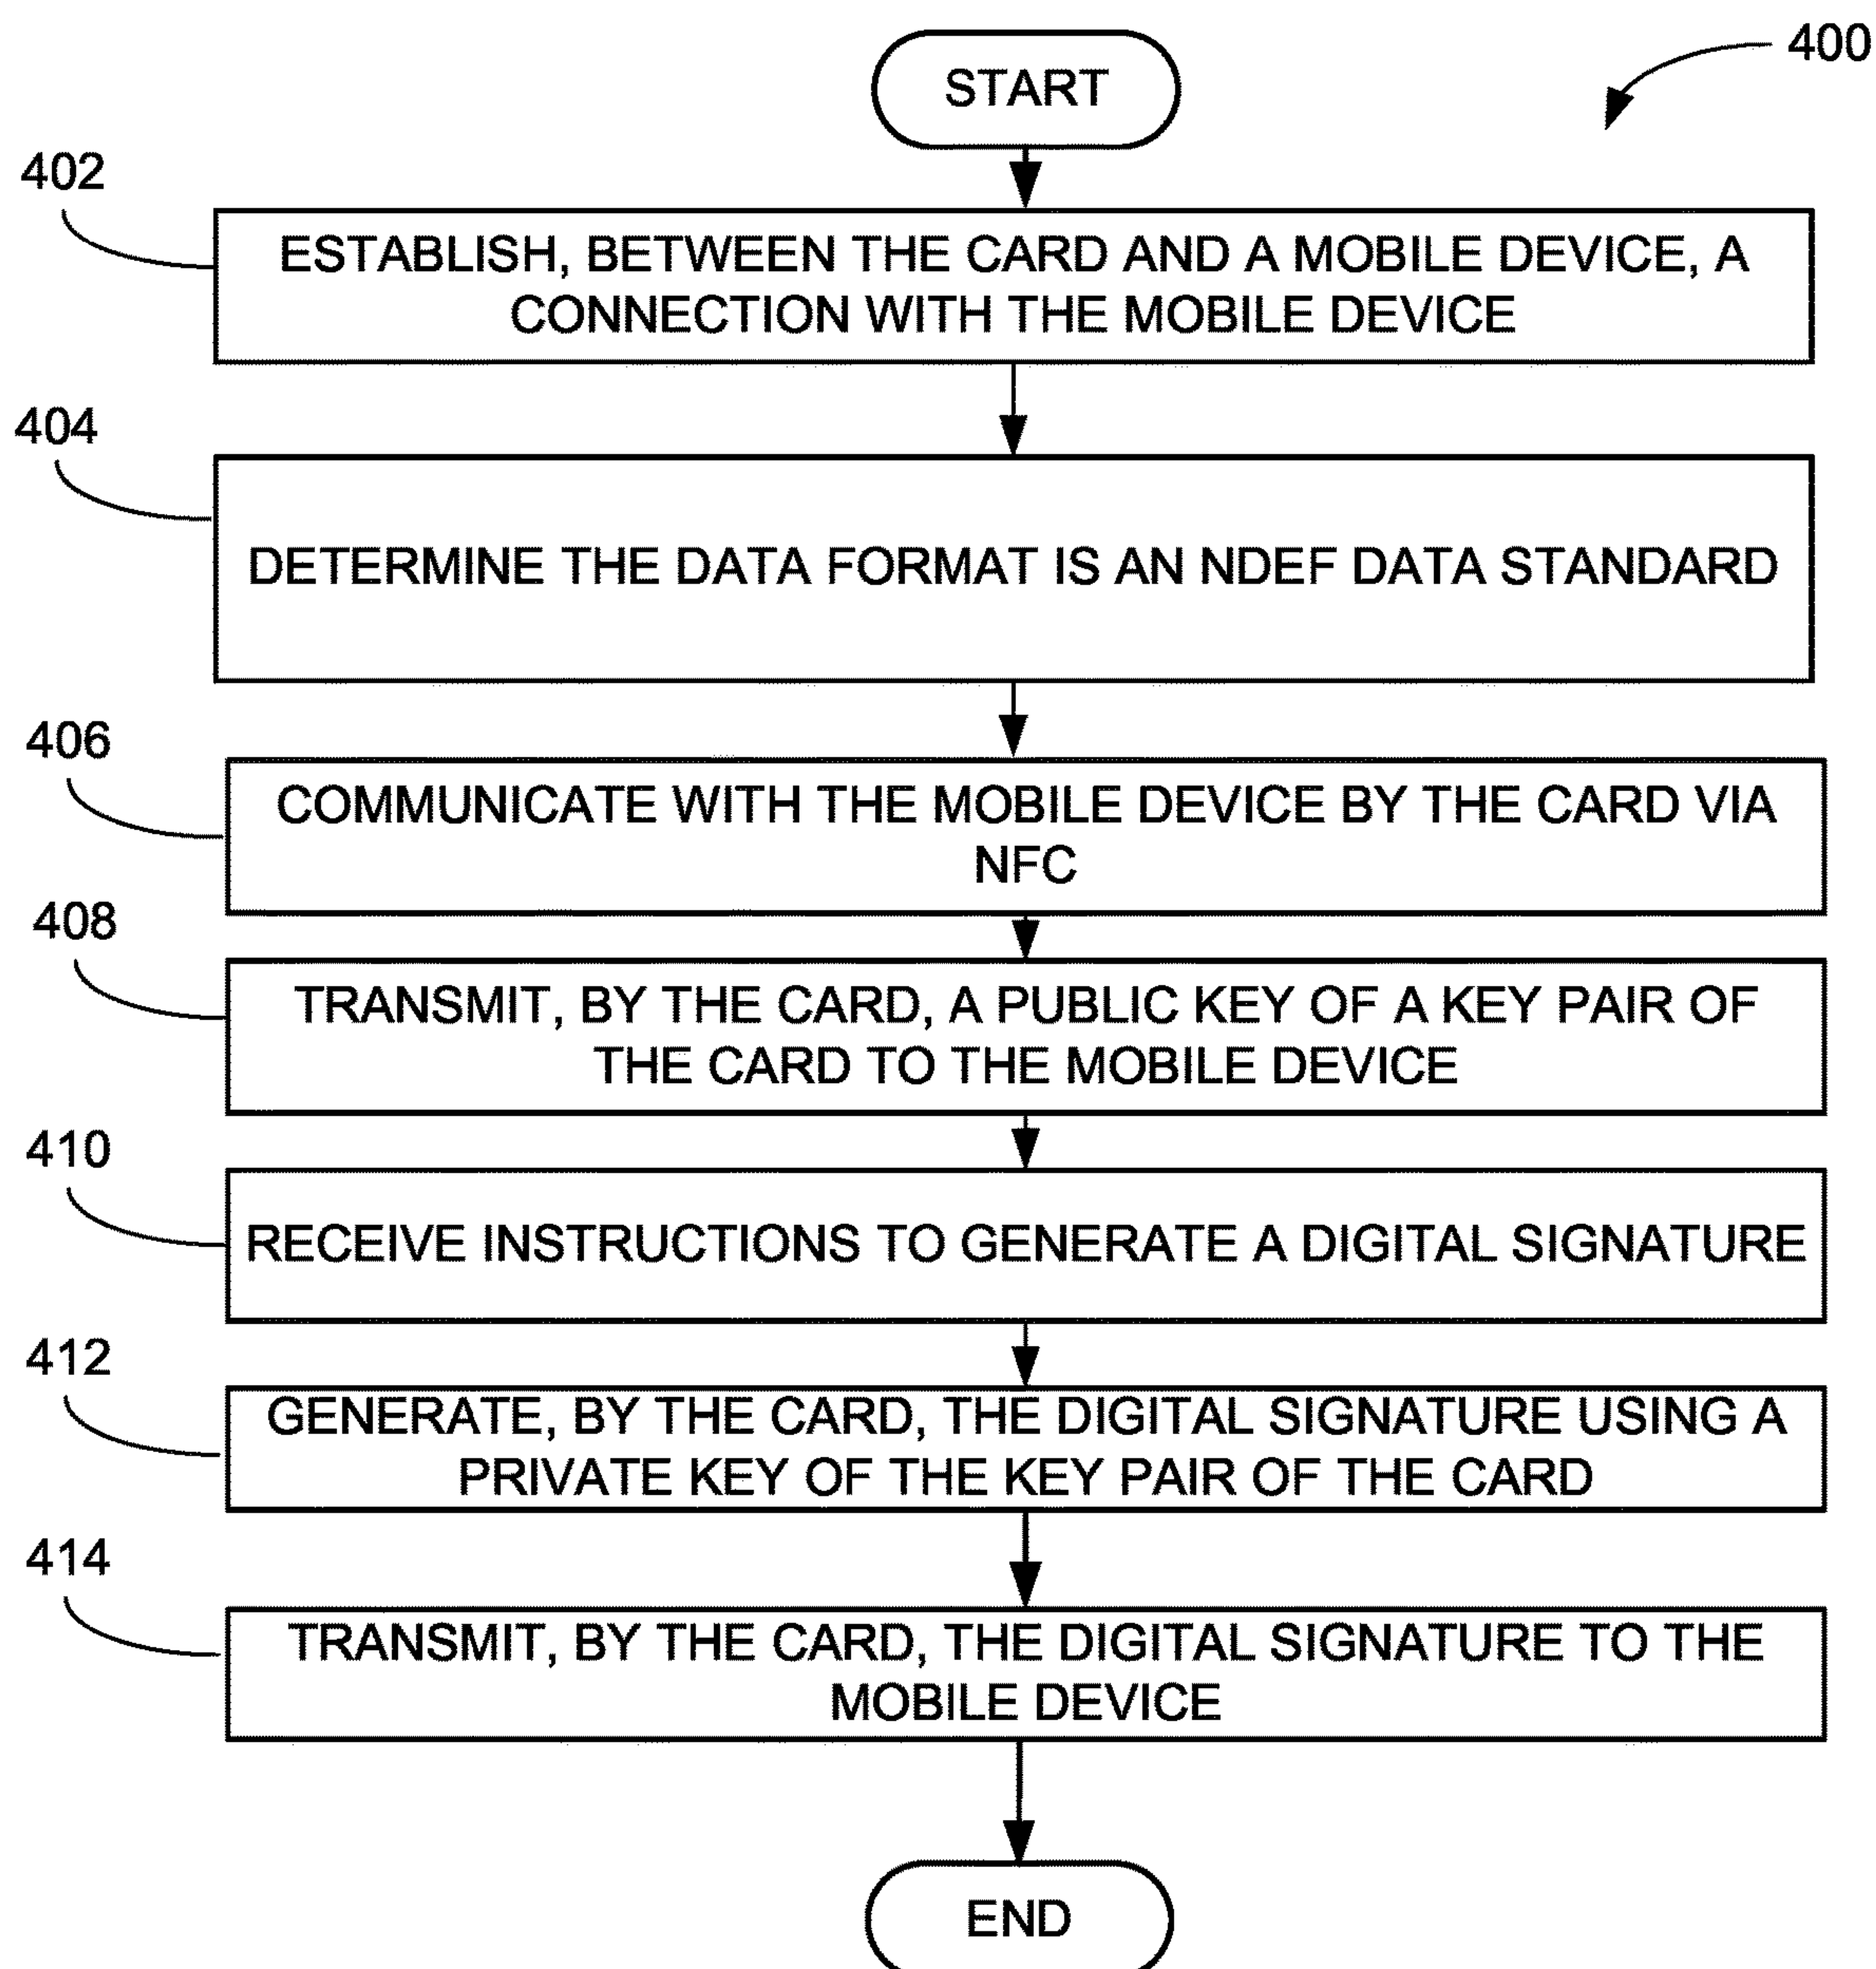 400
START
402
ESTABLISH, BETWEEN THE CARD AND A MOBILE DEVICE, A
CONNECTION WITH THE MOBILE DEVICE
404
DETERMINE THE DATA FORMAT IS AN NDEF DATA STANDARD
406
COMMUNICATE WITH THE MOBILE DEVICE BY THE CARD VIA
NFC
408
TRANSMIT, BY THE CARD, A PUBLIC KEY OF A KEY PAIR OF
THE CARD TO THE MOBILE DEVICE
410
RECEIVE INSTRUCTIONS TO GENERATE A DIGITAL SIGNATURE
412
GENERATE, BY THE CARD, THE DIGITAL SIGNATURE USING A
PRIVATE KEY OF THE KEY PAIR OF THE CARD
414
TRANSMIT, BY THE CARD, THE DIGITAL SIGNATURE TO THE
MOBILE DEVICE
END